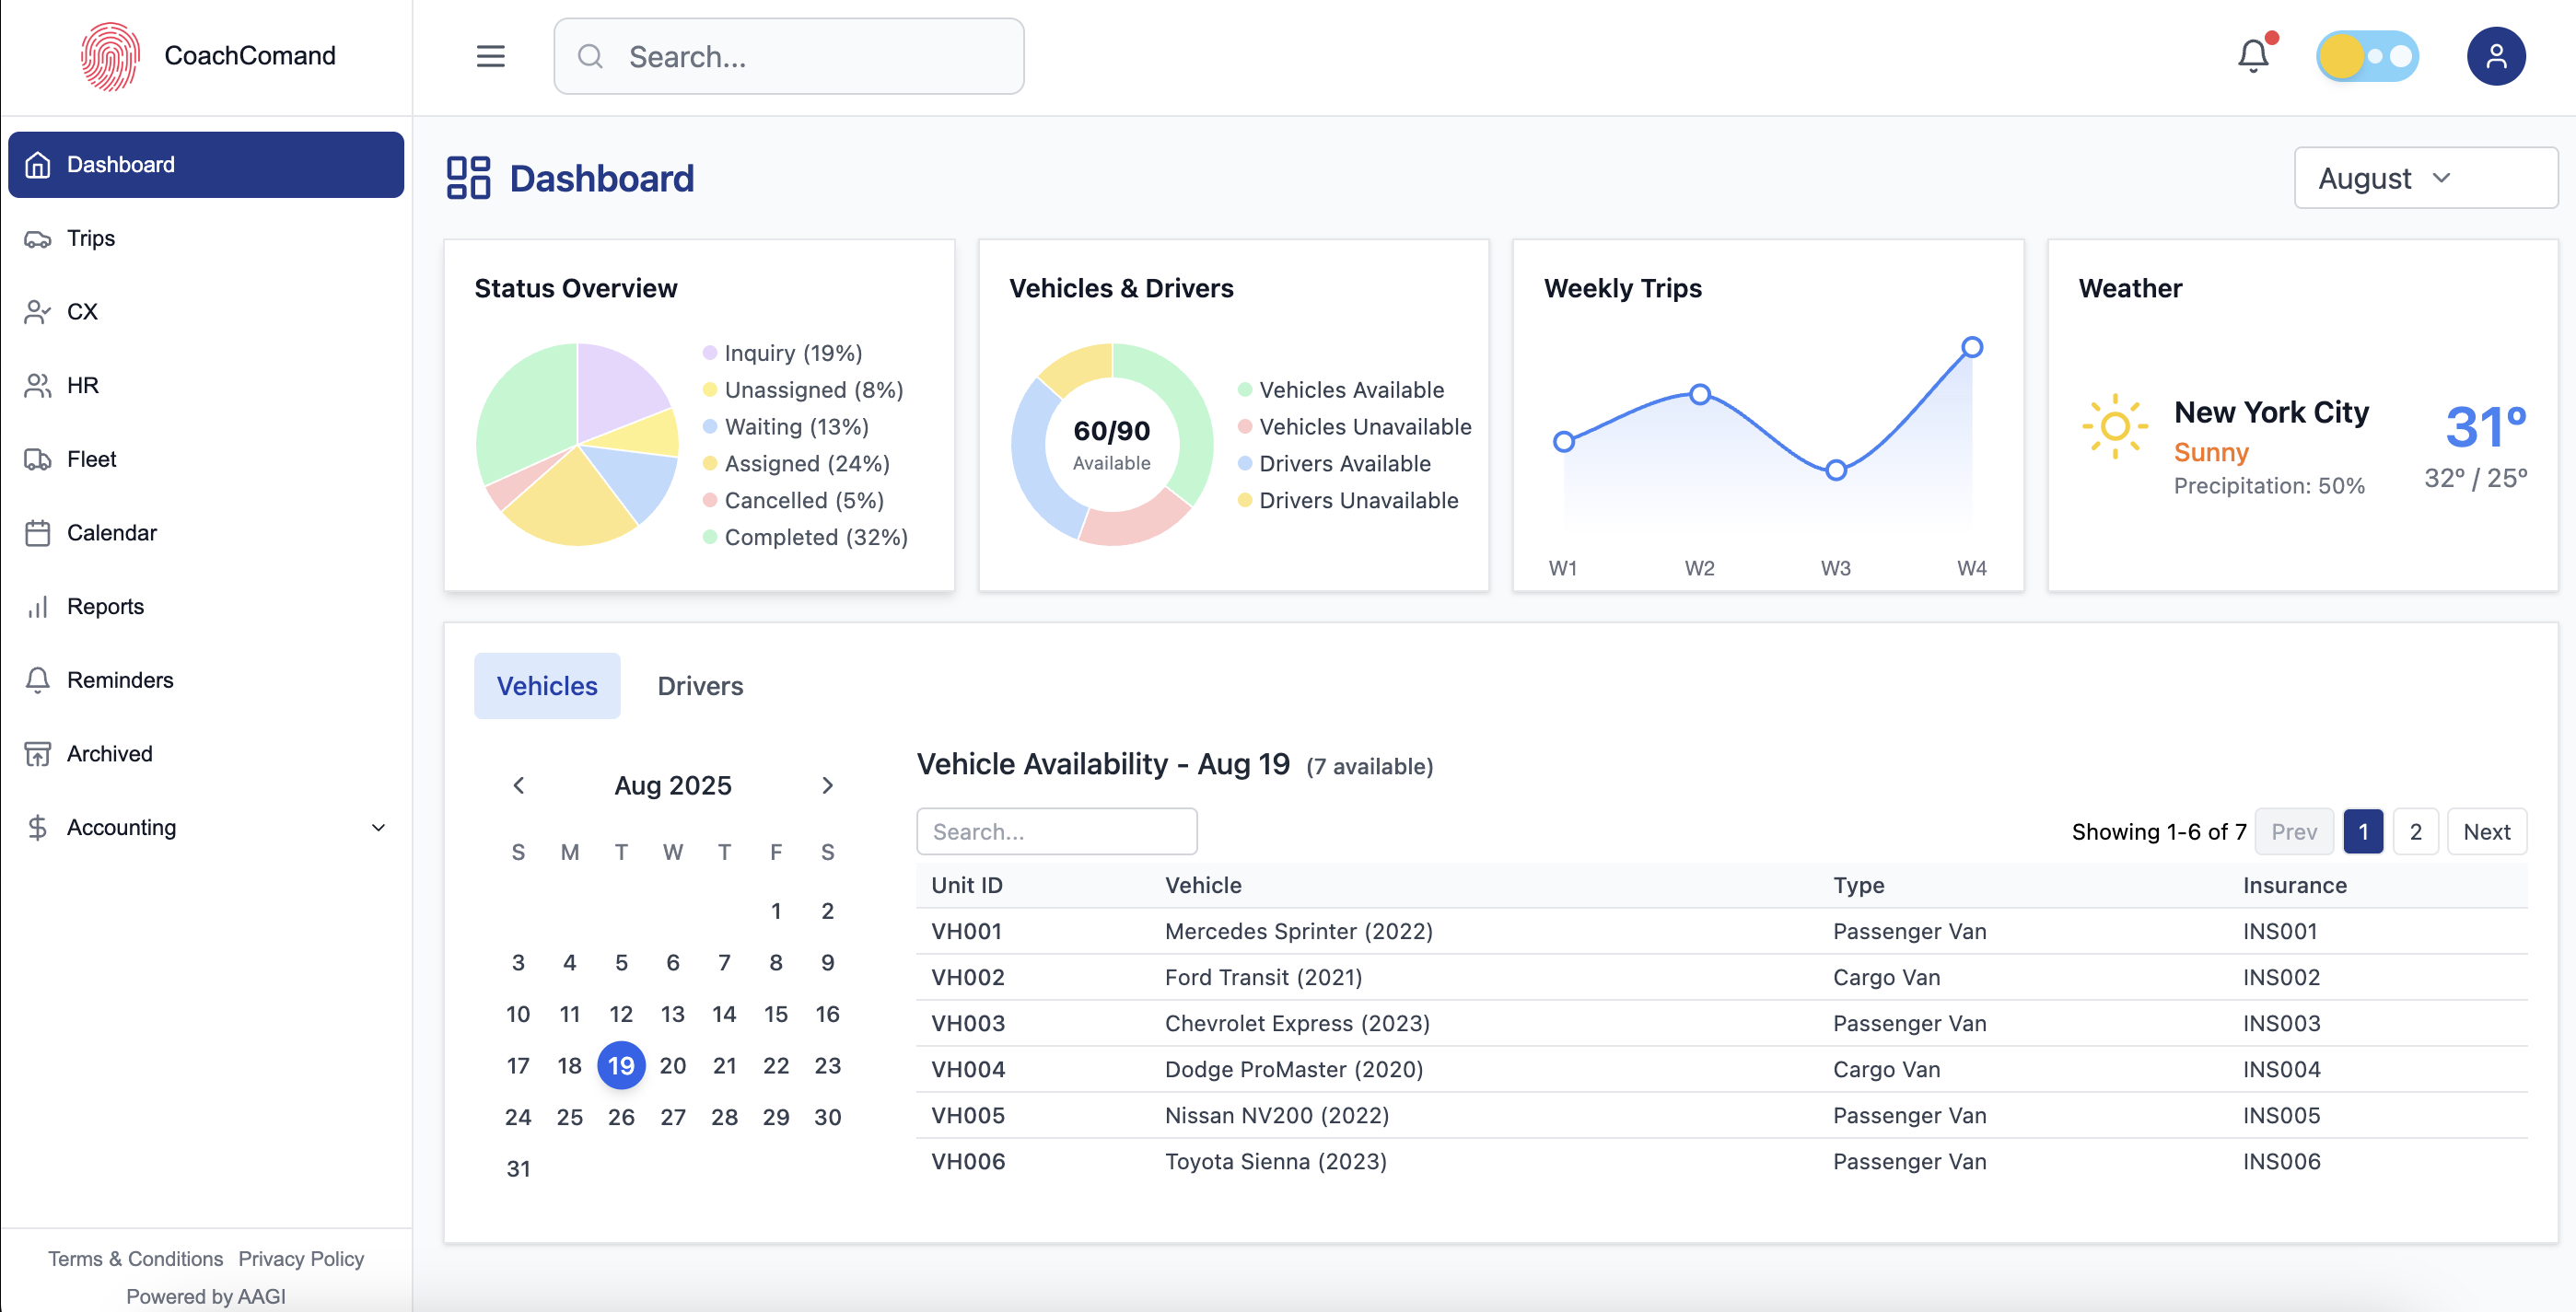 CoachComand
Search...
Dashboard
Trips
CX
HR
Fleet
Calendar
Reports
Reminders
Archived
Accounting
Terms & Conditions Privacy Policy
Powered by AAGI
Dashboard
August
Status Overview
Inquiry (19%)
Unassigned (8%)
Waiting (13%)
Assigned (24%)
Cancelled (5%)
Completed (32%)
Vehicles & Drivers
60/90
Available
Vehicles Available
Vehicles Unavailable
Drivers Available
Drivers Unavailable
Weekly Trips
W1 W2 W3 W4
Weather
New York City
Sunny
Precipitation: 50%
31°
32° / 25°
Vehicles Drivers
Aug 2025
S M T W T F S
1 2
3 4 5 6 7 8 9
10 11 12 13 14 15 16
17 18 19 20 21 22 23
24 25 26 27 28 29 30
31
Vehicle Availability - Aug 19 (7 available)
Search...
Showing 1-6 of 7 Prev 1 2 Next
Unit ID Vehicle Type Insurance
VH001 Mercedes Sprinter (2022) Passenger Van INS001
VH002 Ford Transit (2021) Cargo Van INS002
VH003 Chevrolet Express (2023) Passenger Van INS003
VH004 Dodge ProMaster (2020) Cargo Van INS004
VH005 Nissan NV200 (2022) Passenger Van INS005
VH006 Toyota Sienna (2023) Passenger Van INS006